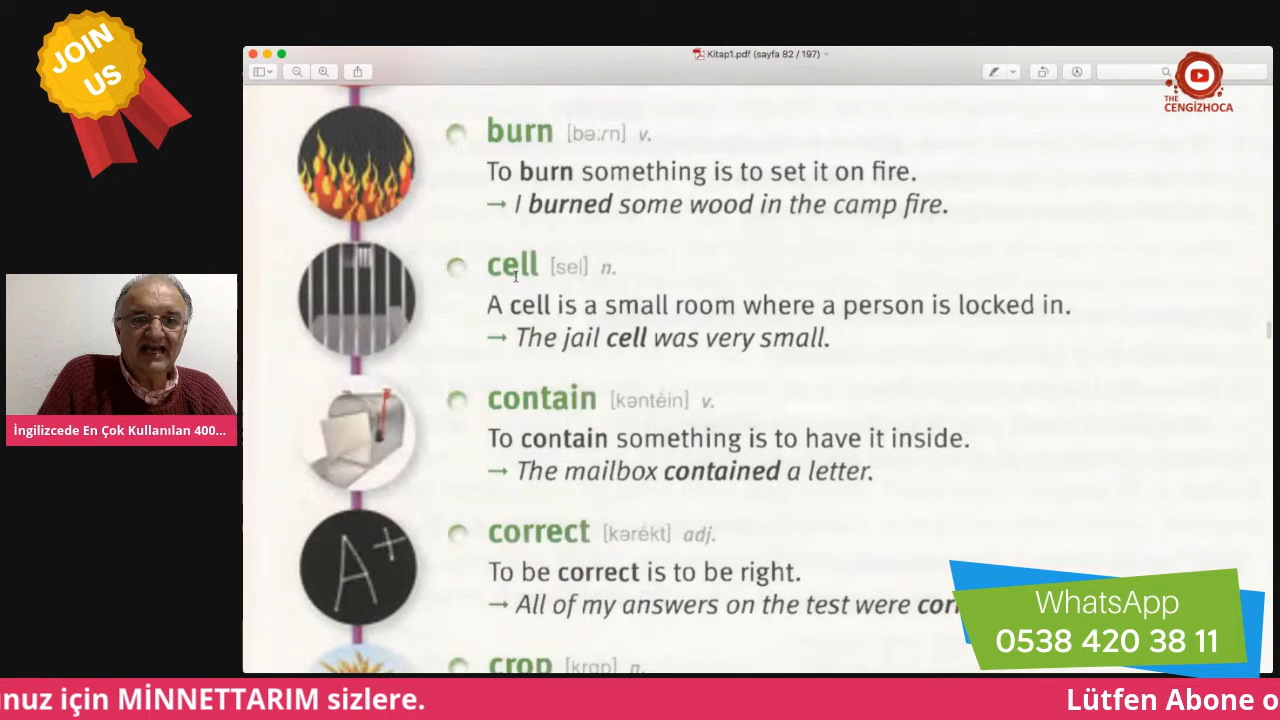 JOIN
US
Kitap1.pdf (sayfa 82 / 197)
THE
CENGİZHOCA
burn [bəːrn] v.
To burn something is to set it on fire.
→ I burned some wood in the camp fire.
cell [sel] n.
A cell is a small room where a person is locked in.
→ The jail cell was very small.
contain [kəntéin] v.
To contain something is to have it inside.
→ The mailbox contained a letter.
A+
correct [kərékt] adj.
To be correct is to be right.
→ All of my answers on the test were
crop [krɑp] n.
İngilizcede En Çok Kullanılan 400...
WhatsApp
0538 420 38 11
unuz için MİNNETTARIM sizlere.
Lütfen Abone o